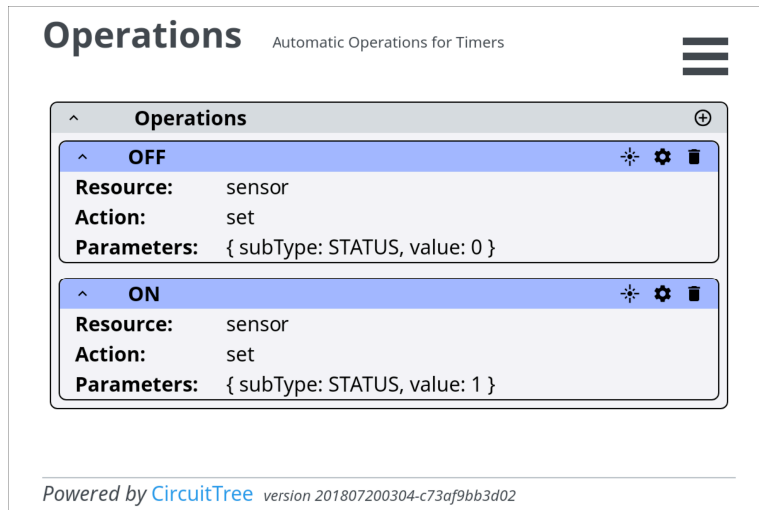 Operations Automatic Operations for Timers
Operations
OFF
Resource: sensor
Action: set
Parameters: { subType: STATUS, value: 0 }
ON
Resource: sensor
Action: set
Parameters: { subType: STATUS, value: 1 }
Powered by CircuitTree version 201807200304-c73af9bb3d02